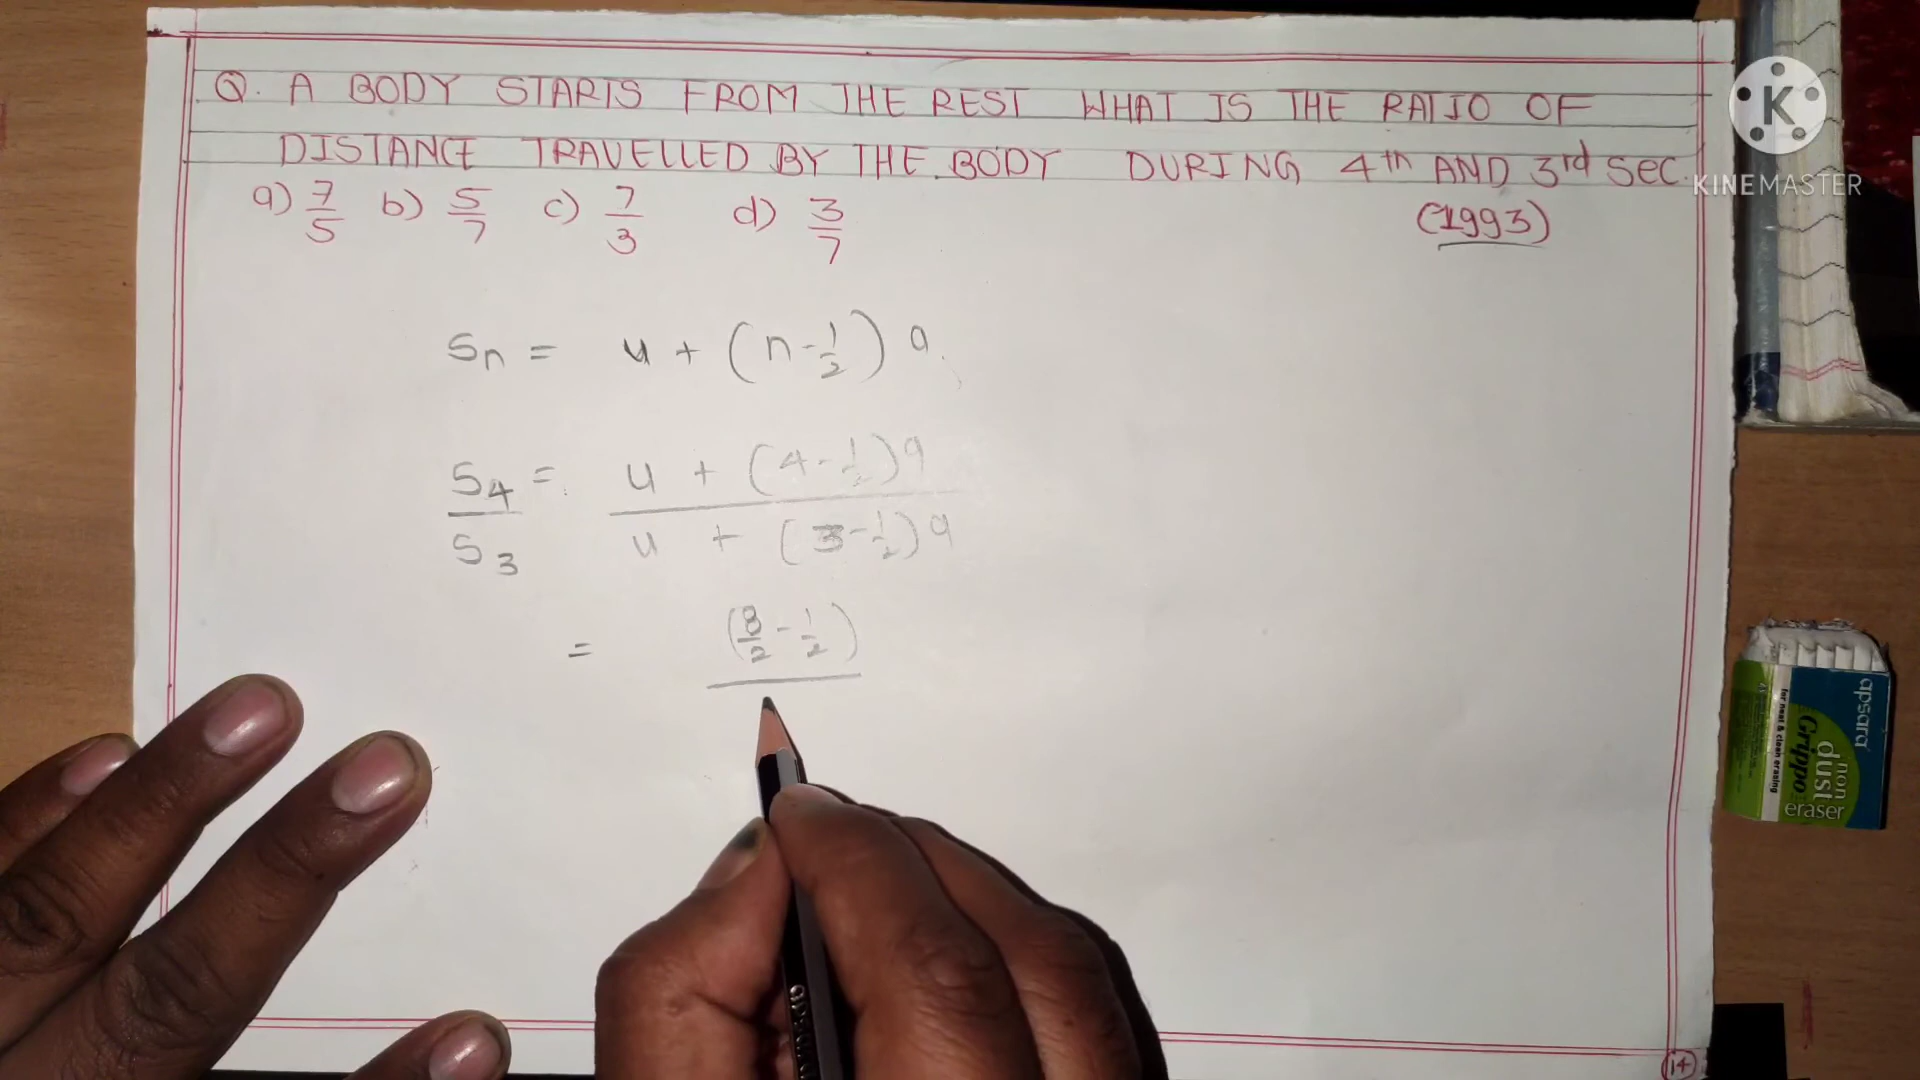 Q. A BODY STARTS FROM THE REST WHAT IS THE RATIO OF
DISTANCE TRAVELLED BY THE BODY DURING 4th AND 3rd SEC.
a) 7/5 b) 5/7 c) 7/3 d) 3/7
(1993)
Sn = u + (n - 1/2) a.
S4/S3 = u + (4 - 1/2) a / u + (3 - 1/2) a
= (8/2 - 1/2)
K
KINEMASTER
apsara
non
dust
Grippo
eraser
for neat & clean erasing
14